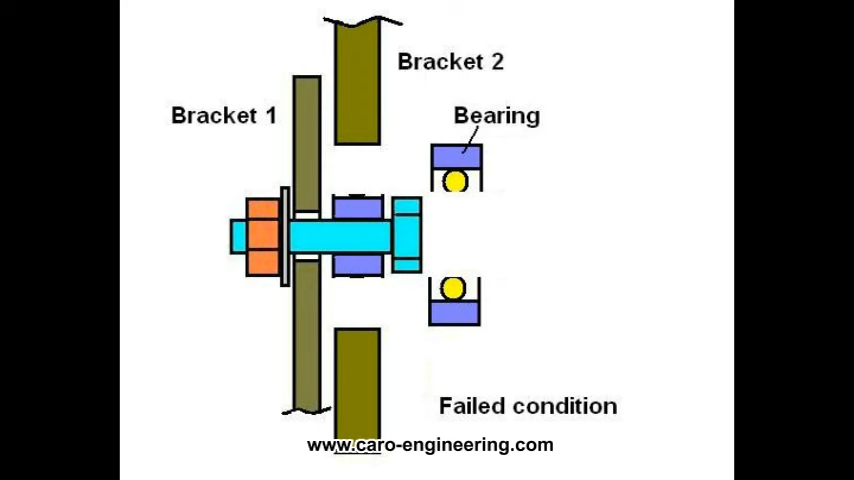 Bracket 2
Bracket 1
Bearing
Failed condition
www.caro-engineering.com